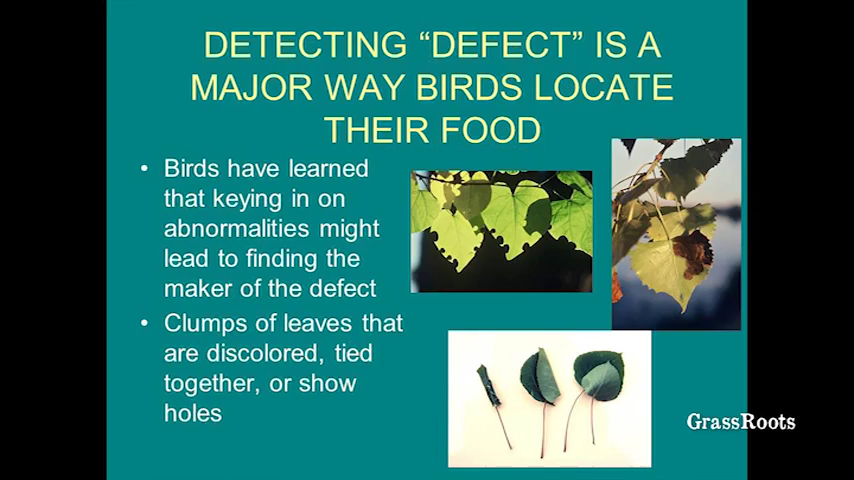 DETECTING “DEFECT” IS A
MAJOR WAY BIRDS LOCATE
THEIR FOOD
• Birds have learned
that keying in on
abnormalities might
lead to finding the
maker of the defect
• Clumps of leaves that
are discolored, tied
together, or show
holes
GrassRoots